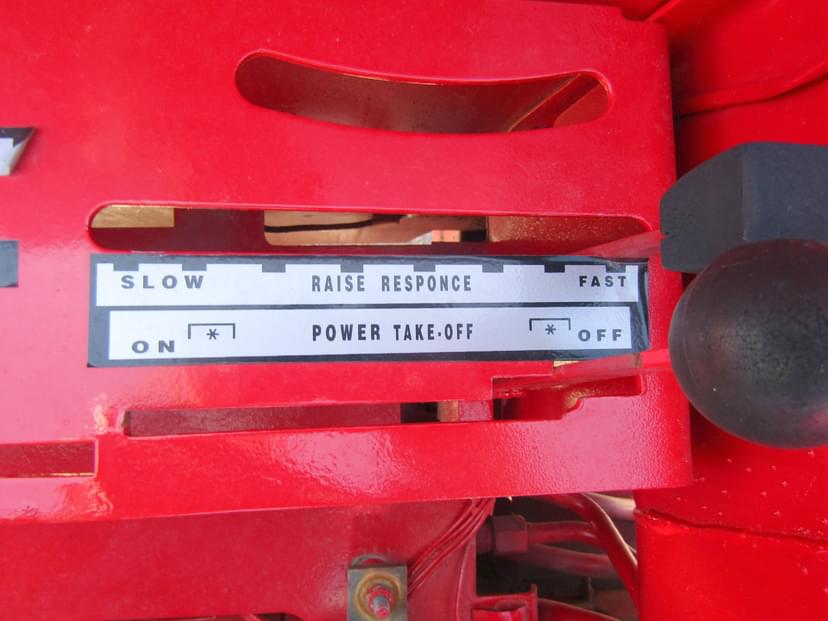 SLOW RAISE RESPONCE FAST
ON * POWER TAKE-OFF * OFF